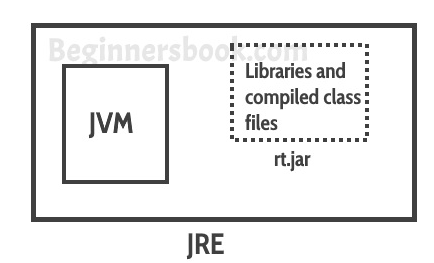 Beginnersbook.com
Libraries and
compiled class
files
JVM
rt.jar
JRE